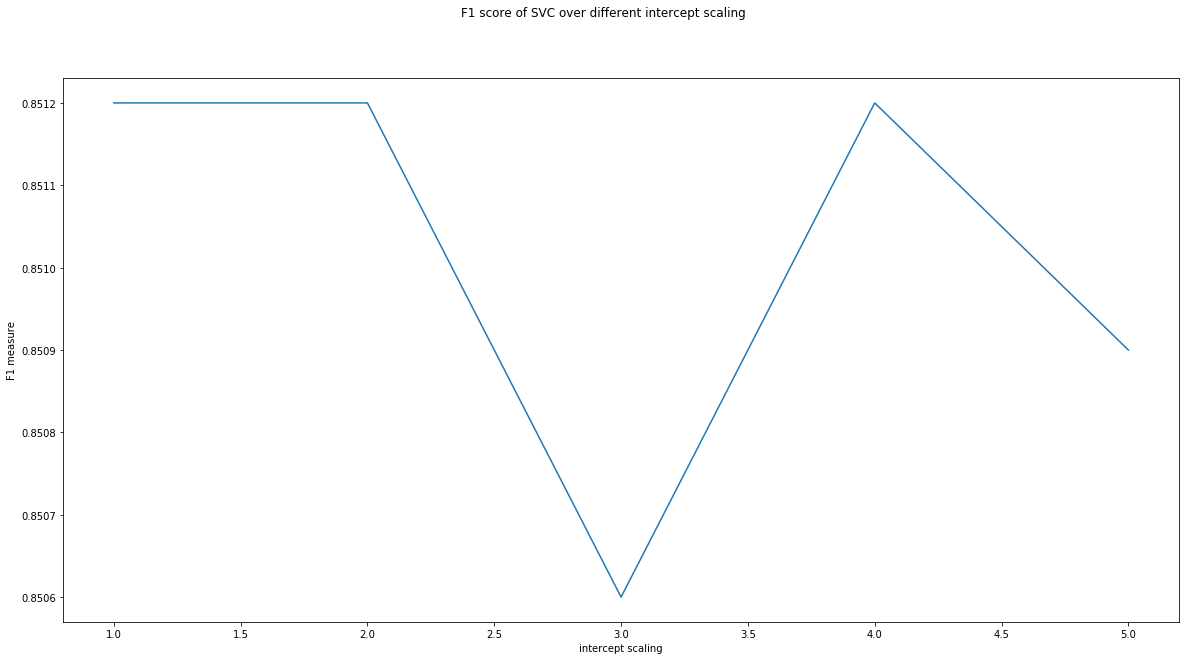 F1 score of SVC over different intercept scaling
0.8512
0.8511
0.8510
0.8509
0.8508
0.8507
0.8506
F1 measure
1.0 1.5 2.0 2.5 3.0 3.5 4.0 4.5 5.0
intercept scaling